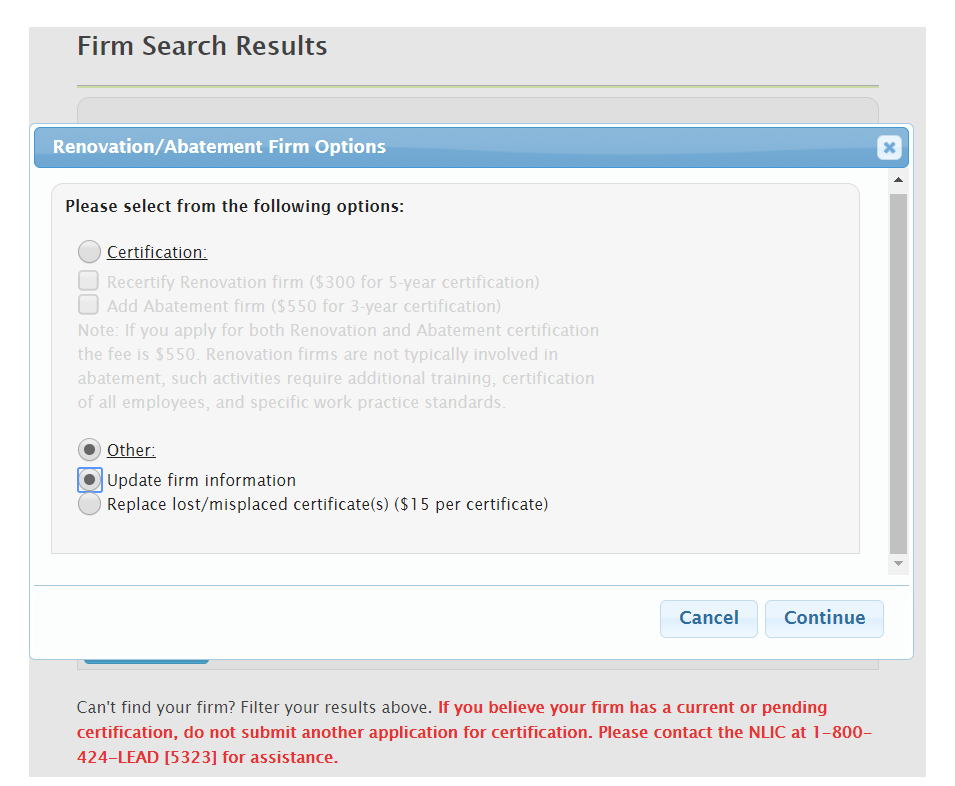 Firm Search Results
Renovation/Abatement Firm Options
Please select from the following options:
Certification:
Recertify Renovation firm ($300 for 5-year certification)
Add Abatement firm ($550 for 3-year certification)
Note: If you apply for both Renovation and Abatement certification
the fee is $550. Renovation firms are not typically involved in
abatement, such activities require additional training, certification
of all employees, and specific work practice standards.
Other:
Update firm information
Replace lost/misplaced certificate(s) ($15 per certificate)
Cancel
Continue
Can't find your firm? Filter your results above. If you believe your firm has a current or pending
certification, do not submit another application for certification. Please contact the NLIC at 1-800-
424-LEAD [5323] for assistance.